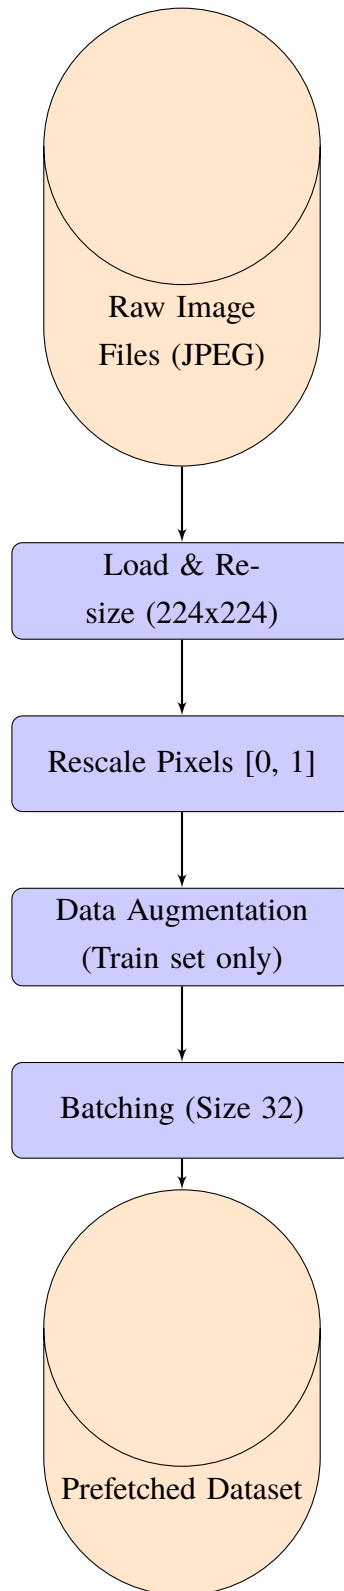 Raw Image
Files (JPEG)
Load & Re-
size (224x224)
Rescale Pixels [0, 1]
Data Augmentation
(Train set only)
Batching (Size 32)
Prefetched Dataset